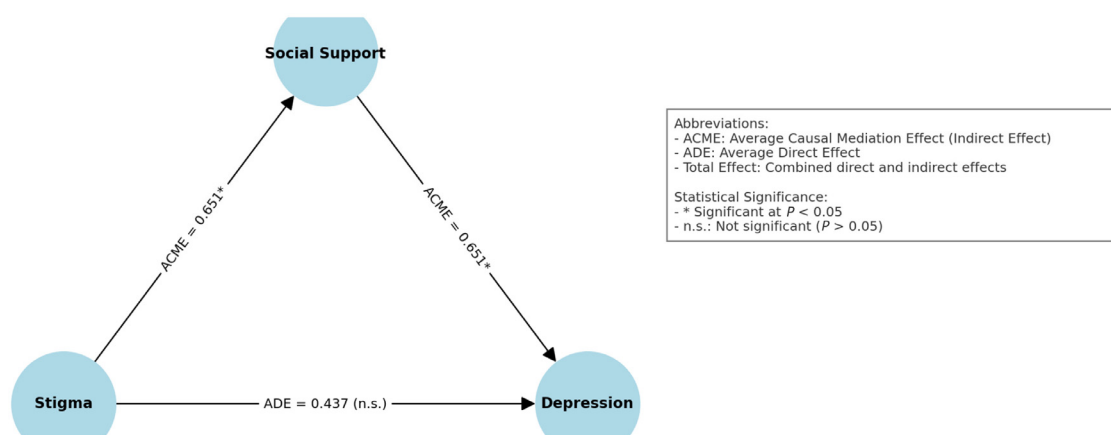 Social Support
ACME = 0.651*
ACME = 0.651*
Stigma
ADE = 0.437 (n.s.)
Depression
Abbreviations:
- ACME: Average Causal Mediation Effect (Indirect Effect)
- ADE: Average Direct Effect
- Total Effect: Combined direct and indirect effects
Statistical Significance:
- * Significant at P < 0.05
- n.s.: Not significant (P > 0.05)